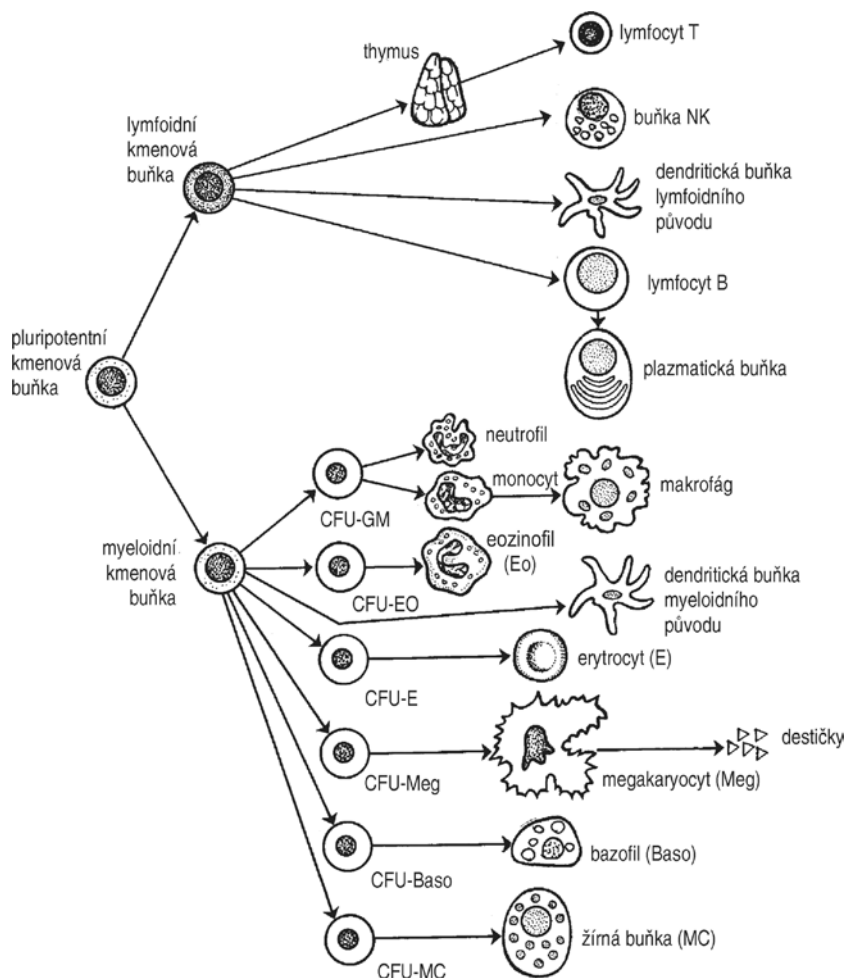 lymfocyt T
thymus
buňka NK
lymfoidní
kmenová
buňka
dendritická buňka
lymfoidního
původu
lymfocyt B
pluripotentní
kmenová
buňka
plazmatická buňka
neutrofil
monocyt
makrofág
CFU-GM
myeloidní
kmenová
buňka
eozinofil
(Eo)
CFU-EO
dendritická buňka
myeloidního
původu
erytrocyt (E)
CFU-E
destičky
CFU-Meg
megakaryocyt (Meg)
bazofil (Baso)
CFU-Baso
žírná buňka (MC)
CFU-MC